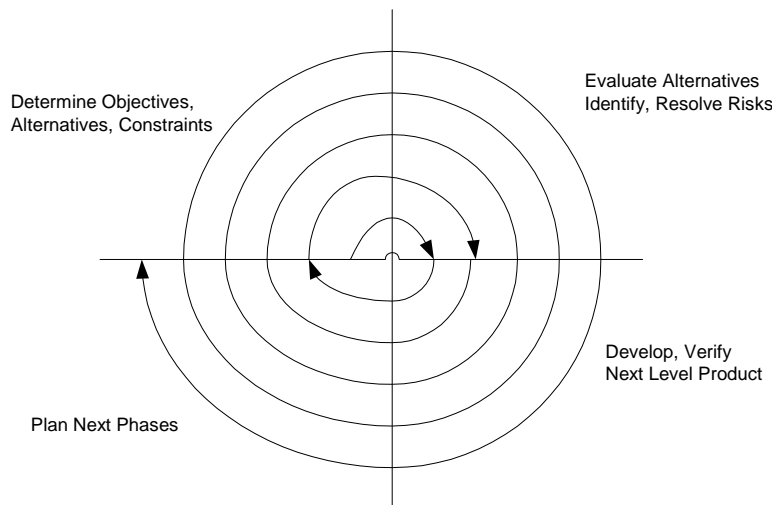 Determine Objectives,
Alternatives, Constraints
Evaluate Alternatives
Identify, Resolve Risks
Develop, Verify
Next Level Product
Plan Next Phases